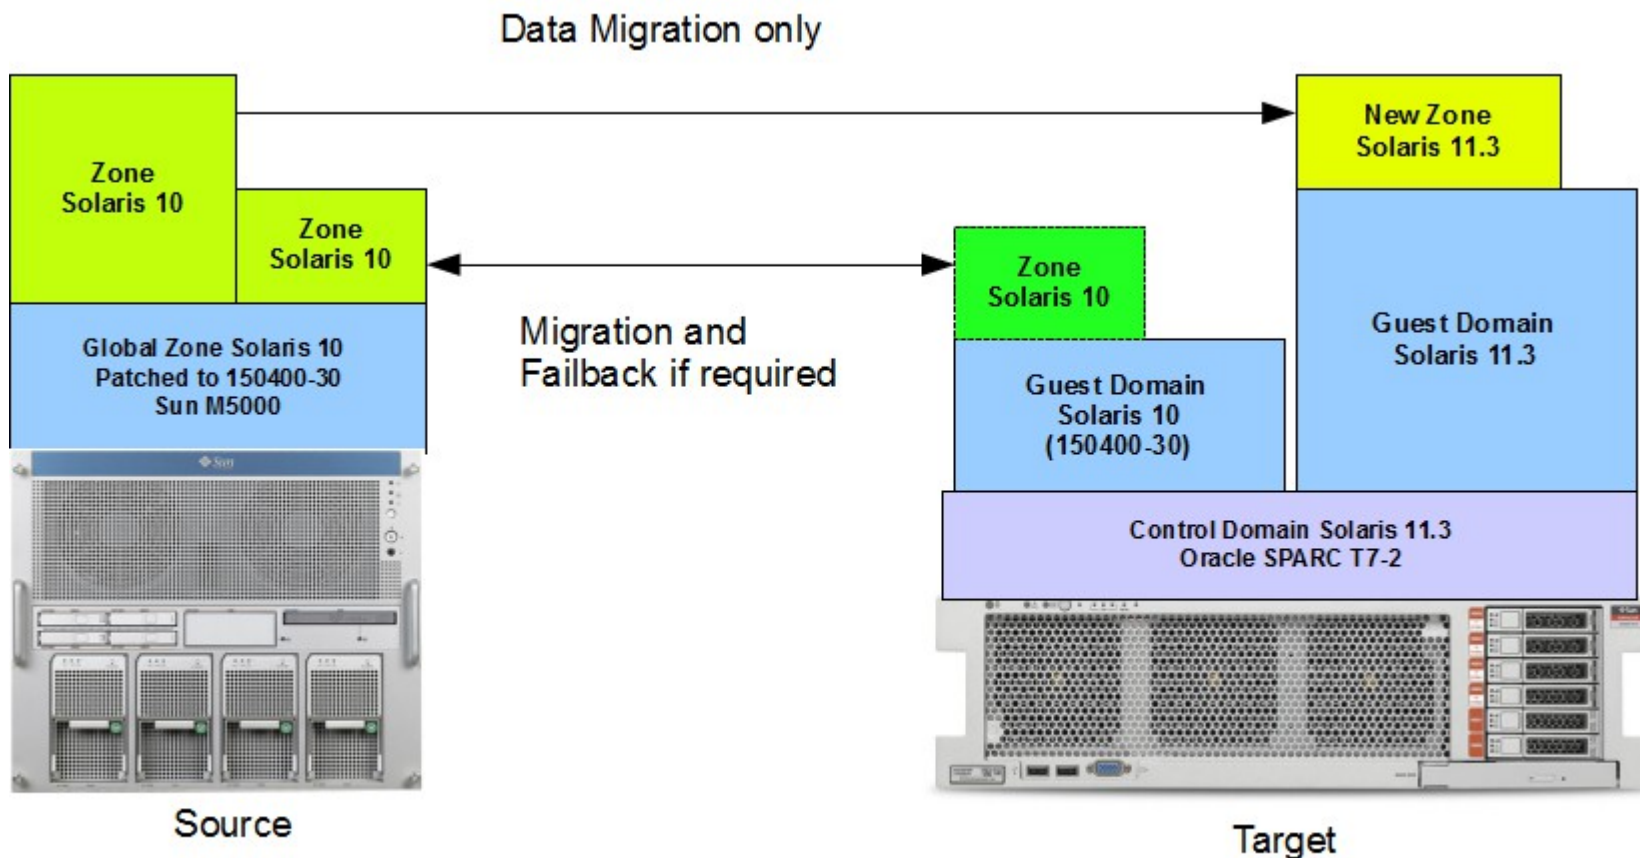 Data Migration only
Zone
Solaris 10
Zone
Solaris 10
Global Zone Solaris 10
Patched to 150400-30
Sun M5000
Sun
Source
Migration and
Failback if required
New Zone
Solaris 11.3
Zone
Solaris 10
Guest Domain
Solaris 10
(150400-30)
Guest Domain
Solaris 11.3
Control Domain Solaris 11.3
Oracle SPARC T7-2
Target